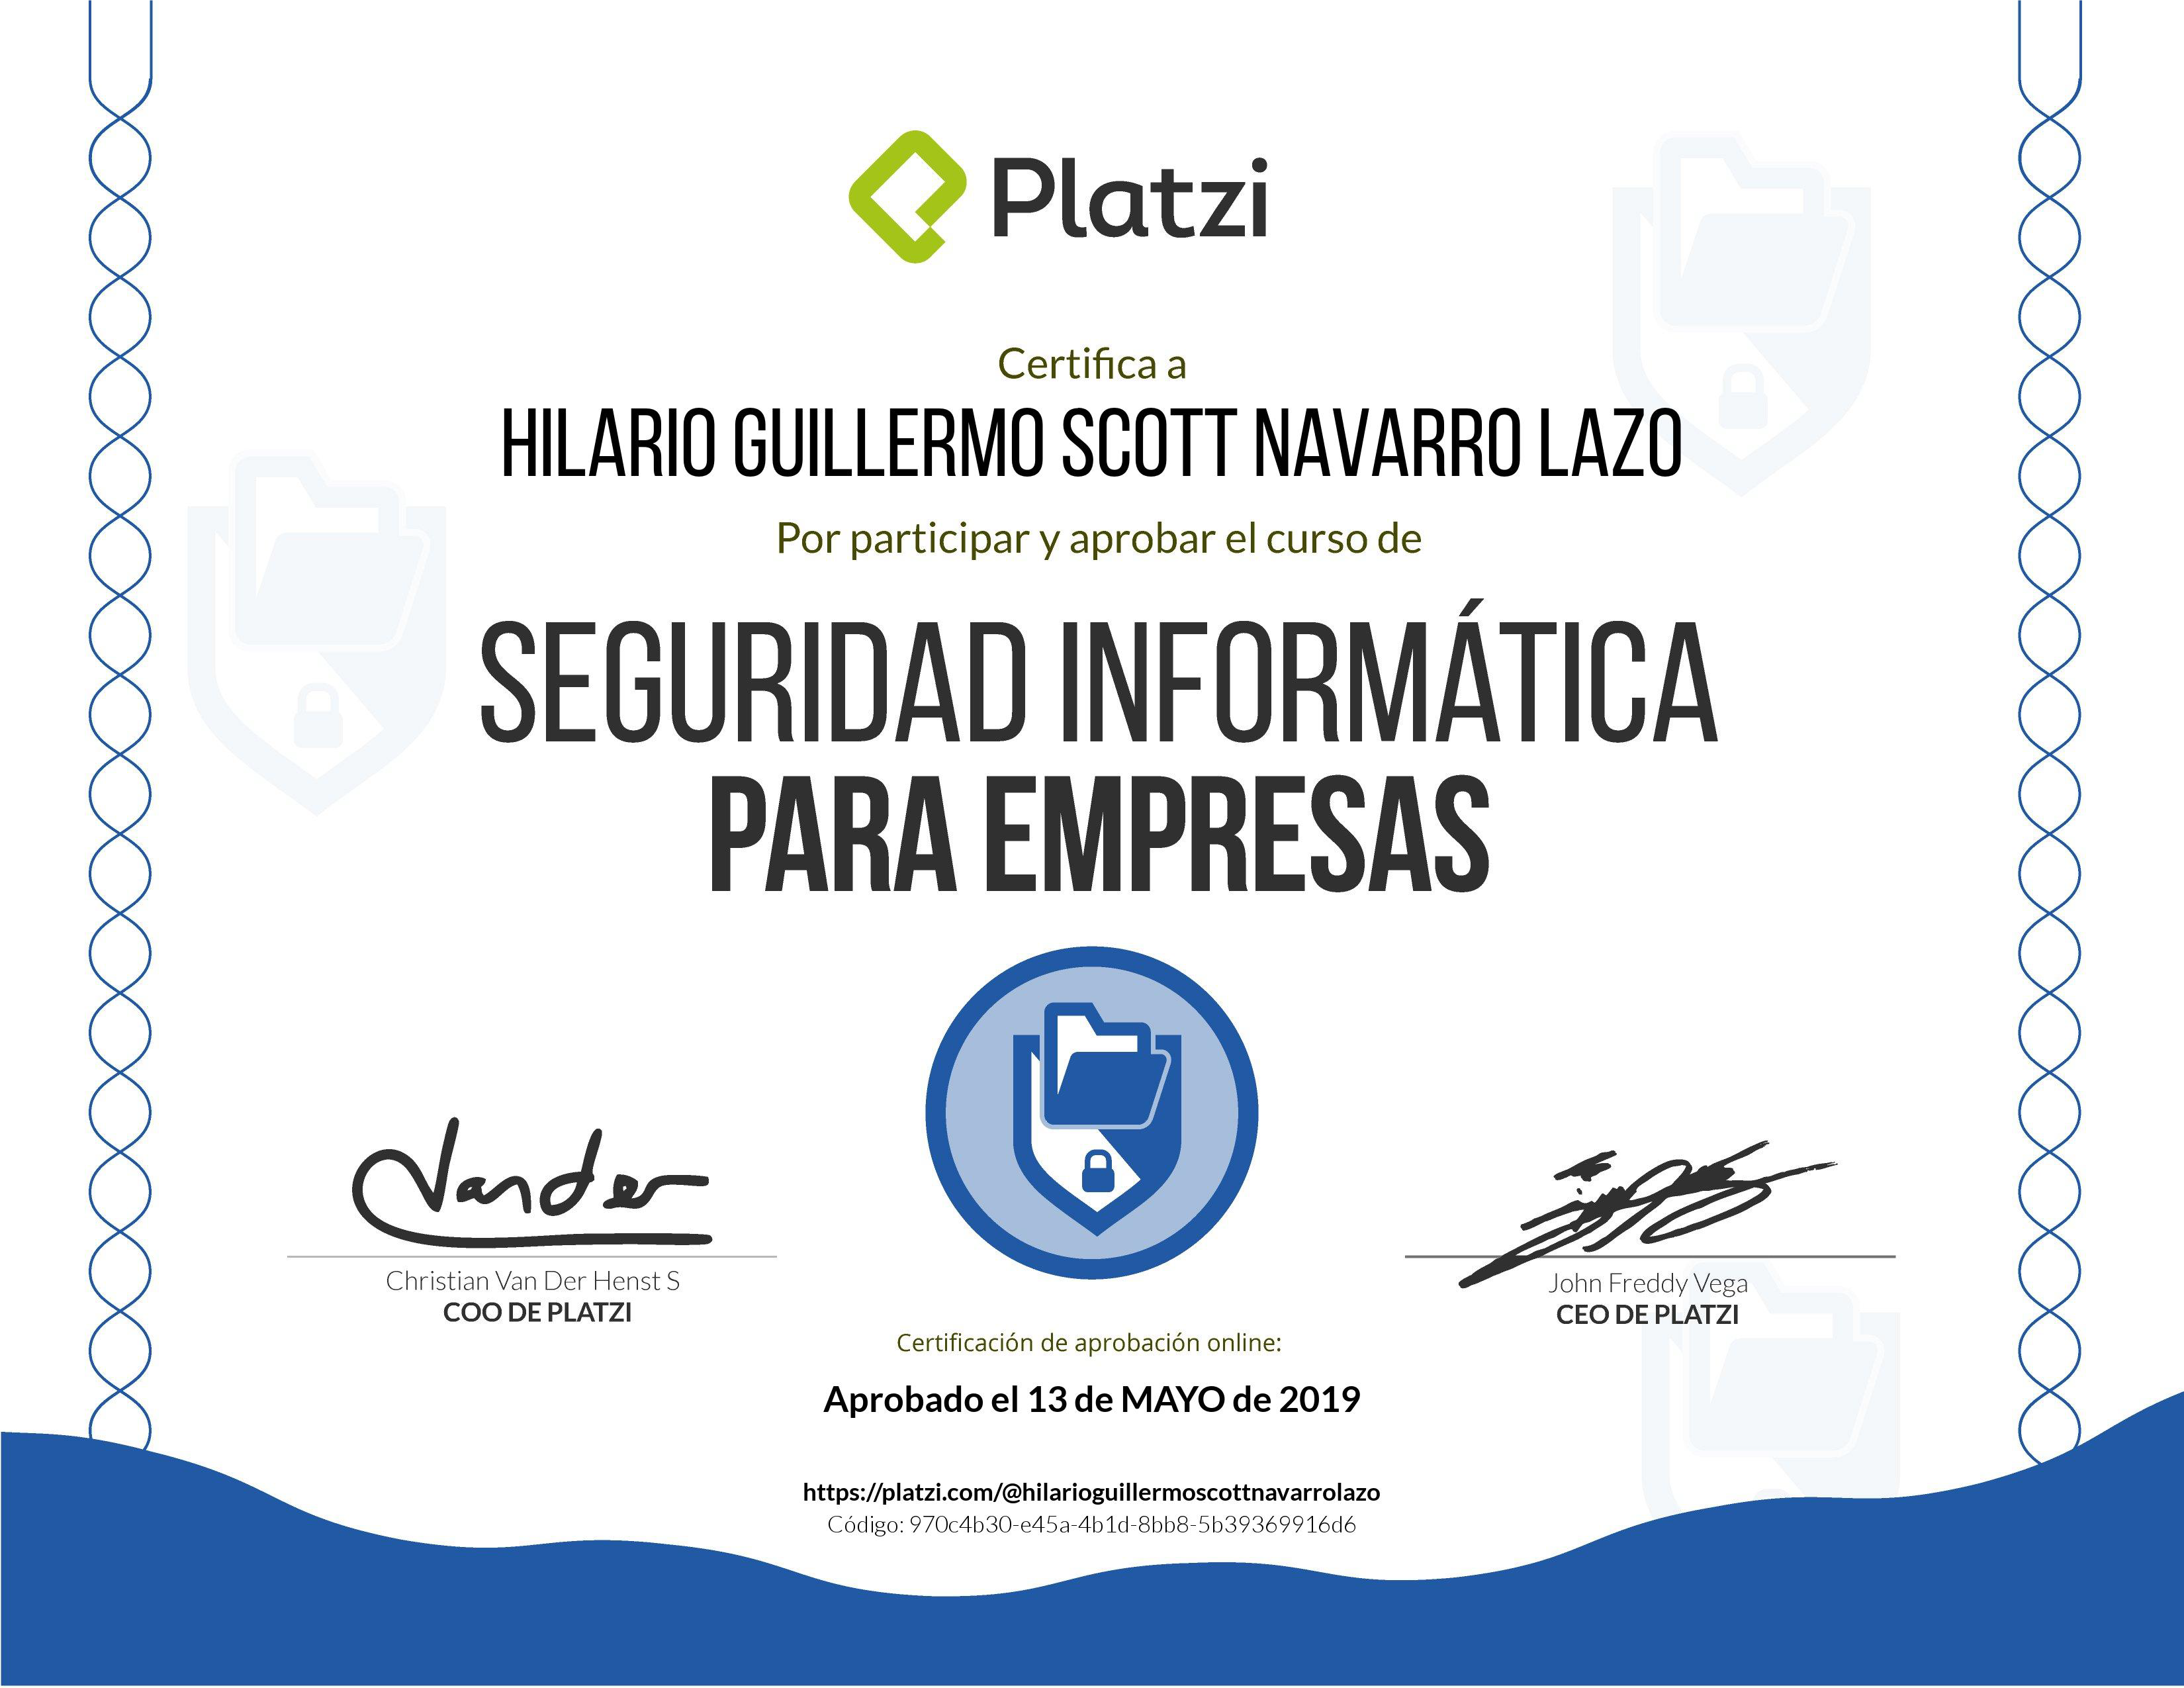 Platzi
Certifica a
HILARIO GUILLERMO SCOTT NAVARRO LAZO
Por participar y aprobar el curso de
SEGURIDAD INFORMÁTICA
PARA EMPRESAS
Vander
Christian Van Der Henst S
COO DE PLATZI
John Freddy Vega
CEO DE PLATZI
Certificación de aprobación online:
Aprobado el 13 de MAYO de 2019
https://platzi.com/@hilarioguillermoscottnavarrolazo
Código: 970c4b30-e45a-4b1d-8bb8-5b39369916d6